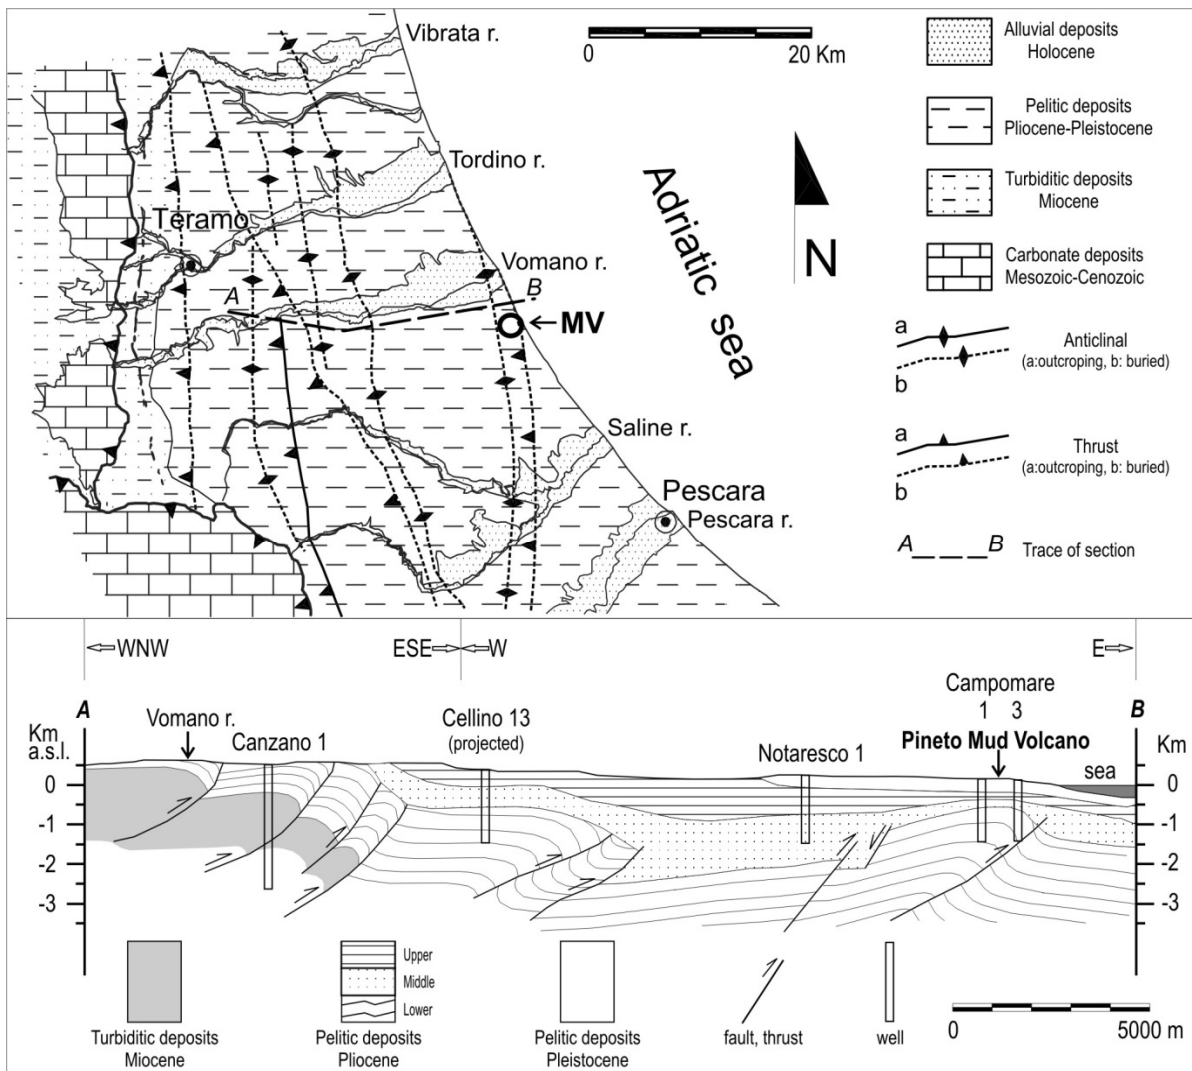 Vibrata r.
0 20 Km
Tordino r.
Teramo
Adriatic sea
N
Vomano r.
A
B
MV
Saline r.
Pescara
Pescara r.
Alluvial deposits
Holocene
Pelitic deposits
Pliocene-Pleistocene
Turbiditic deposits
Miocene
Carbonate deposits
Mesozoic-Cenozoic
a
Anticlinal
(a:outcroping, b: buried)
b
a
Thrust
(a:outcroping, b: buried)
b
A B Trace of section
WNW ESE W E
A
Km
a.s.l.
Vomano r.
Canzano 1
Cellino 13
(projected)
Notaresco 1
Campomare
1 3
Pineto Mud Volcano
B
Km
sea
0
-1
-2
-3
0
-1
-2
-3
Turbiditic deposits
Miocene
Upper
Middle
Lower
Pelitic deposits
Pliocene
Pelitic deposits
Pleistocene
fault, thrust
well
0 5000 m